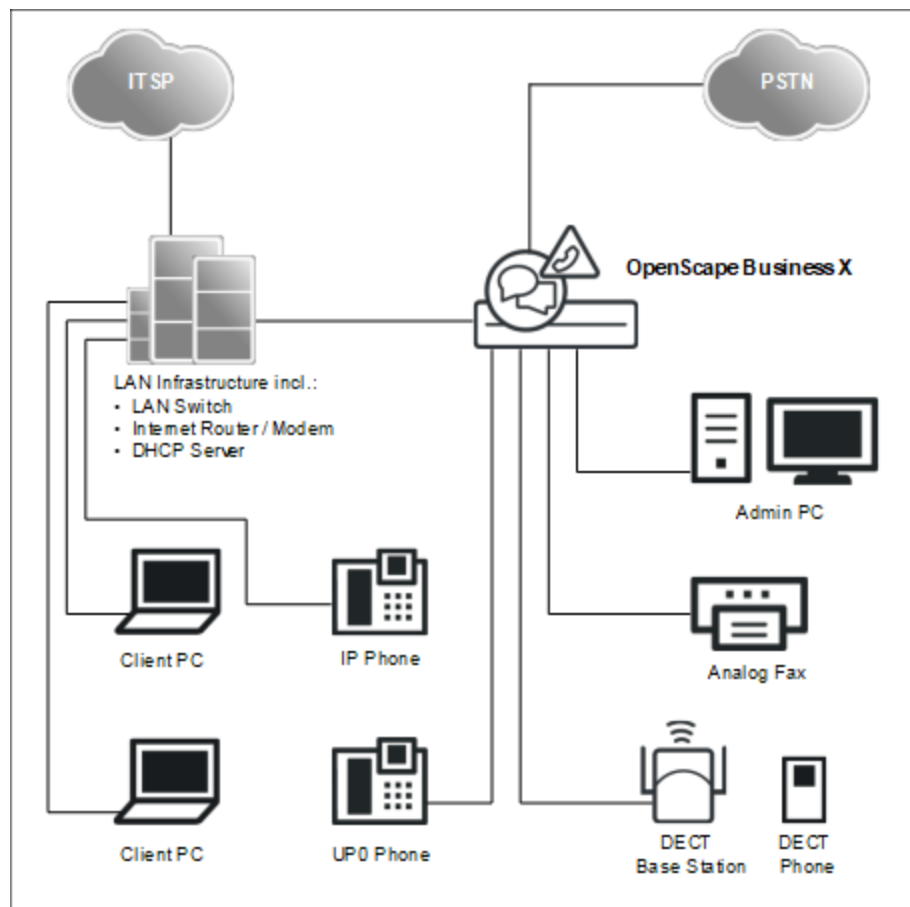 ITSP
PSTN
OpenScape Business X
LAN Infrastructure incl.:
• LAN Switch
• Internet Router / Modem
• DHCP Server
Admin PC
Client PC
IP Phone
Analog Fax
Client PC
UP0 Phone
DECT
Base Station
DECT
Phone